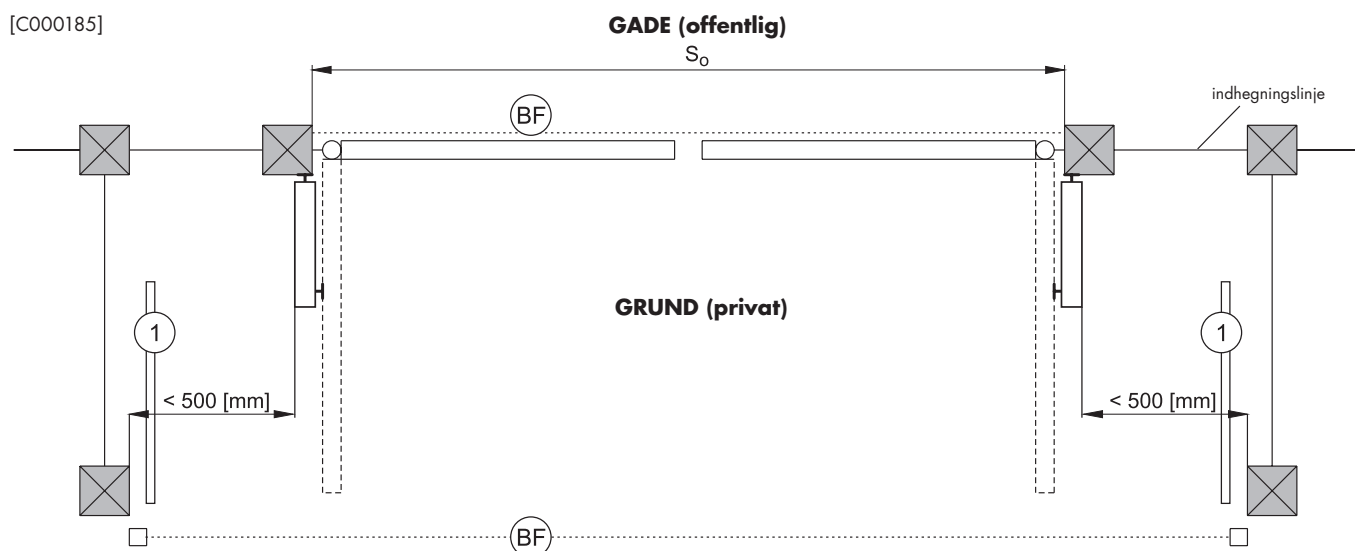 [C000185]
GADE (offentlig)
S₀
indhegningslinje
BF
GRUND (privat)
1
1
< 500 [mm]
< 500 [mm]
BF